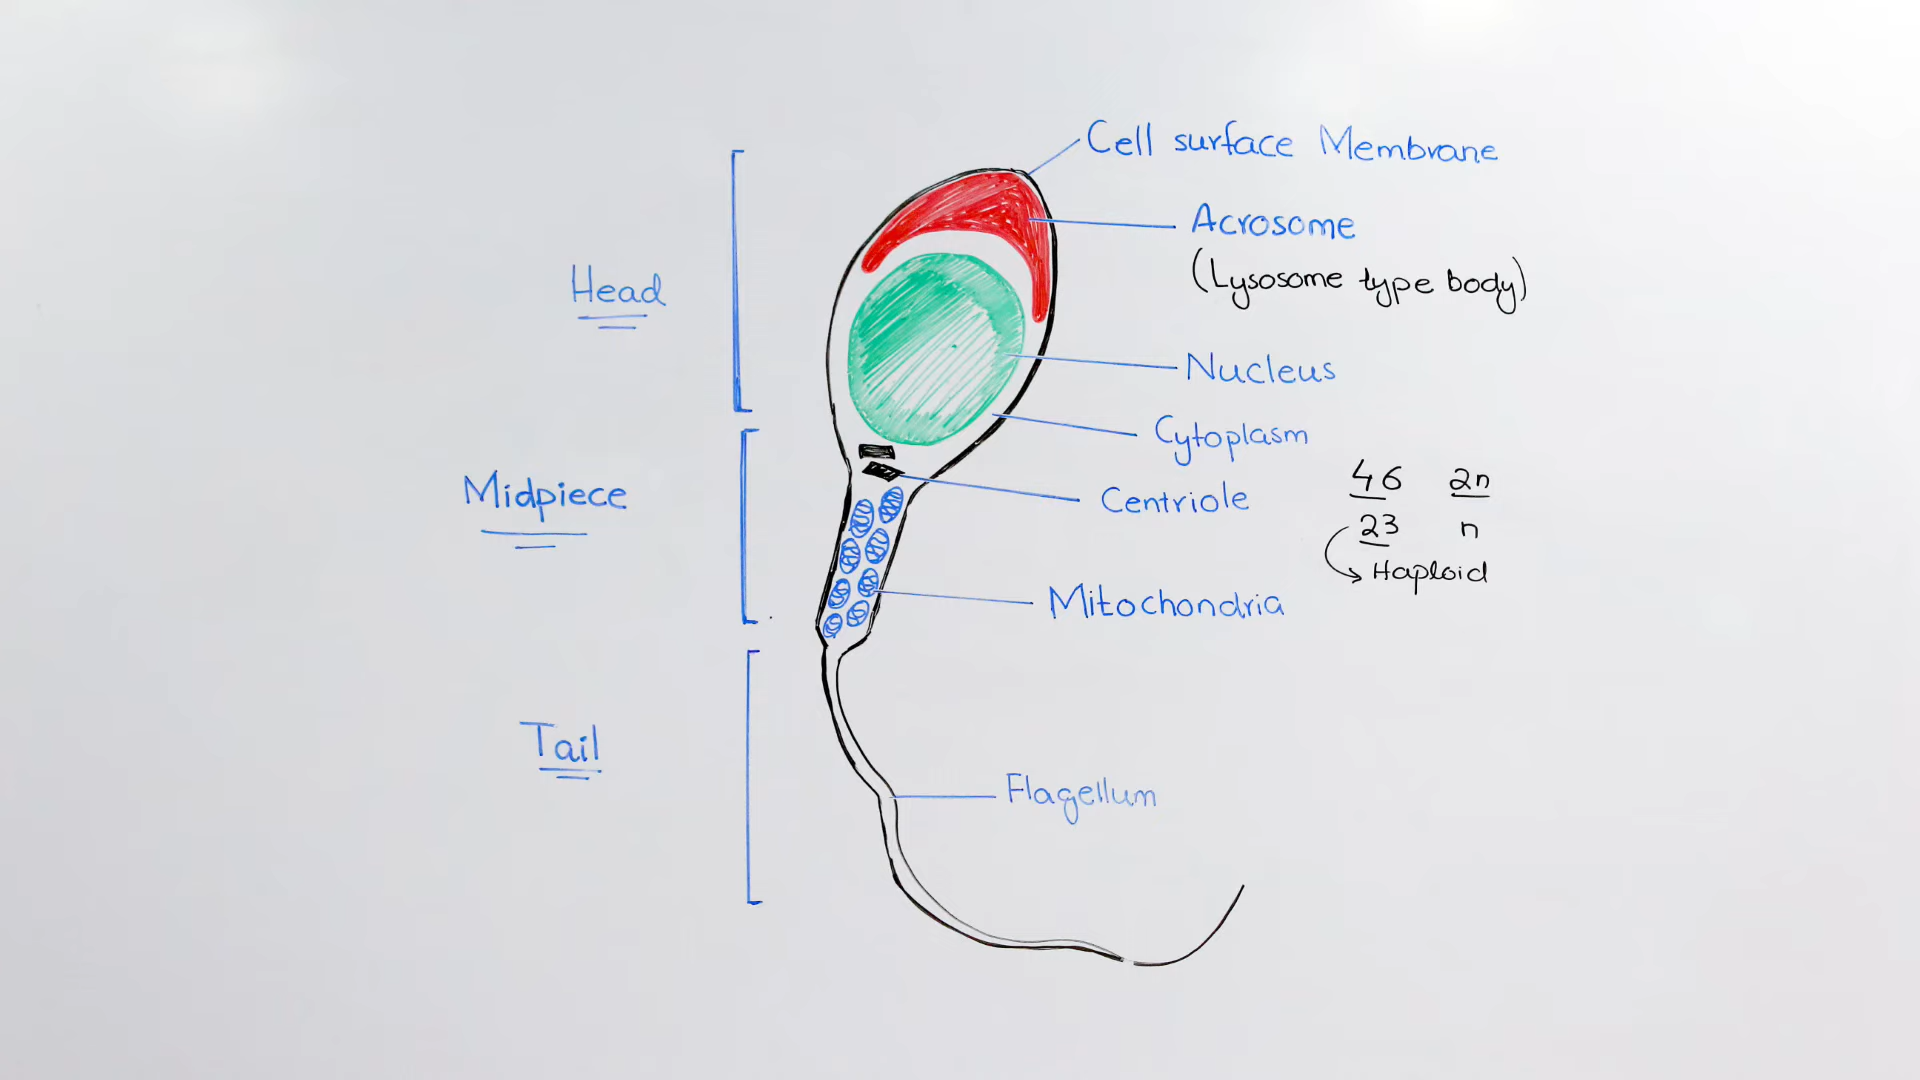 Cell surface Membrane
Acrosome
(Lysosome type body)
Head
Nucleus
Cytoplasm
46 2n
Midpiece
Centriole
23 n
Haploid
Mitochondria
Tail
Flagellum